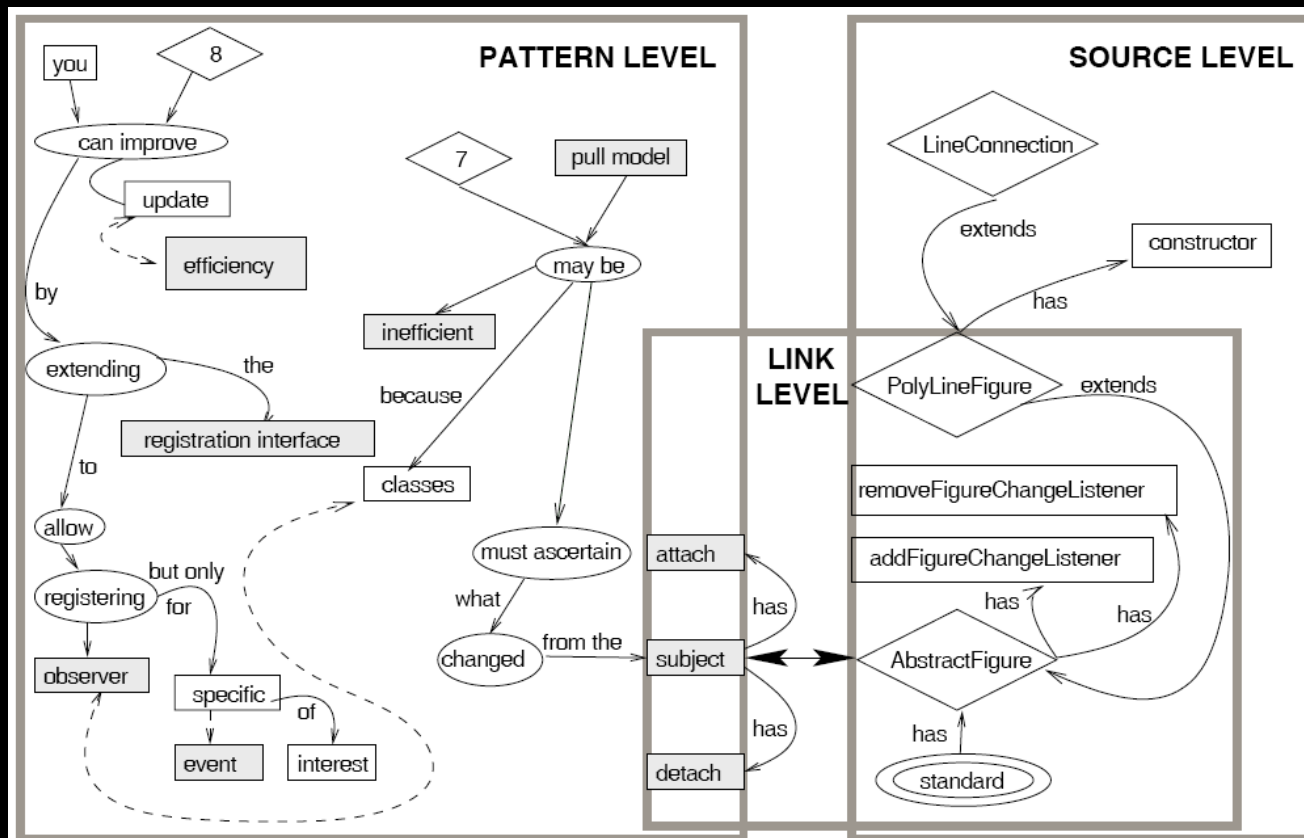 PATTERN LEVEL
you
8
can improve
update
efficiency
by
extending
the
registration interface
to
allow
registering
but only
for
observer
specific
of
event
interest
7
pull model
may be
inefficient
because
classes
must ascertain
what
changed
from the
LINK
LEVEL
attach
has
subject
has
detach
SOURCE LEVEL
LineConnection
extends
constructor
has
PolyLineFigure
extends
removeFigureChangeListener
addFigureChangeListener
has
has
AbstractFigure
has
standard